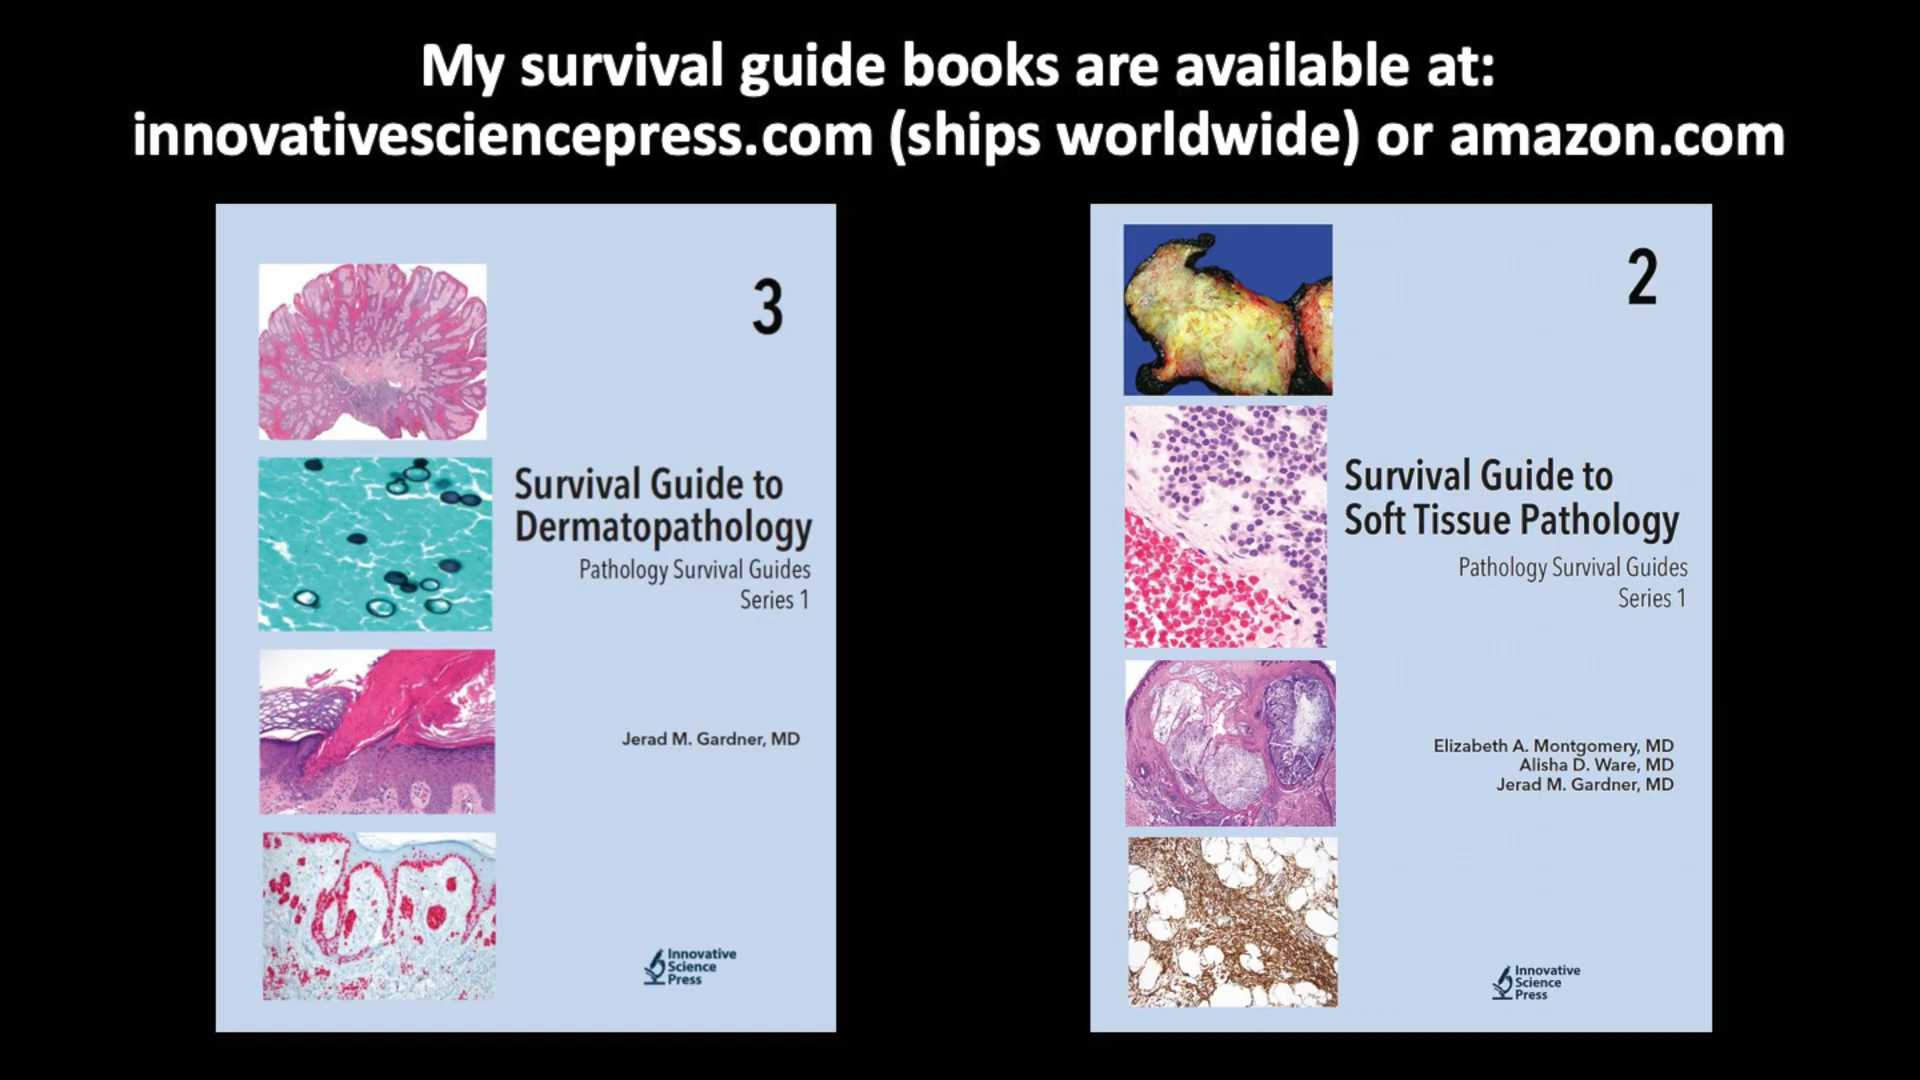 My survival guide books are available at:
innovativesciencepress.com (ships worldwide) or amazon.com
3
Survival Guide to
Dermatopathology
Pathology Survival Guides
Series 1
Jerad M. Gardner, MD
Innovative
Science
Press
2
Survival Guide to
Soft Tissue Pathology
Pathology Survival Guides
Series 1
Elizabeth A. Montgomery, MD
Alisha D. Ware, MD
Jerad M. Gardner, MD
Innovative
Science
Press